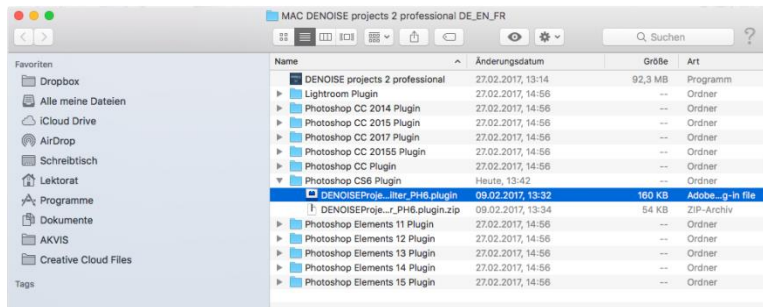 MAC DENOISE projects 2 professional DE_EN_FR
Suchen
?
Favoriten
Dropbox
Alle meine Dateien
iCloud Drive
AirDrop
Schreibtisch
Lektorat
Programme
Dokumente
AKVIS
Creative Cloud Files
Tags
Name Änderungsdatum Größe Art
DENOISE projects 2 professional 27.02.2017, 13:14 92,3 MB Programm
Lightroom Plugin 27.02.2017, 14:56 -- Ordner
Photoshop CC 2014 Plugin 27.02.2017, 14:56 -- Ordner
Photoshop CC 2015 Plugin 27.02.2017, 14:56 -- Ordner
Photoshop CC 2017 Plugin 27.02.2017, 14:56 -- Ordner
Photoshop CC 20155 Plugin 27.02.2017, 14:56 -- Ordner
Photoshop CC Plugin 27.02.2017, 14:56 -- Ordner
Photoshop CS6 Plugin Heute, 13:42 -- Ordner
DENOISEProje...ilter_PH6.plugin 09.02.2017, 13:32 160 KB Adobe...g-in file
DENOISEProje...r_PH6.plugin.zip 09.02.2017, 13:34 54 KB ZIP-Archiv
Photoshop Elements 11 Plugin 27.02.2017, 14:56 -- Ordner
Photoshop Elements 12 Plugin 27.02.2017, 14:56 -- Ordner
Photoshop Elements 13 Plugin 27.02.2017, 14:56 -- Ordner
Photoshop Elements 14 Plugin 27.02.2017, 14:56 -- Ordner
Photoshop Elements 15 Plugin 27.02.2017, 14:56 -- Ordner